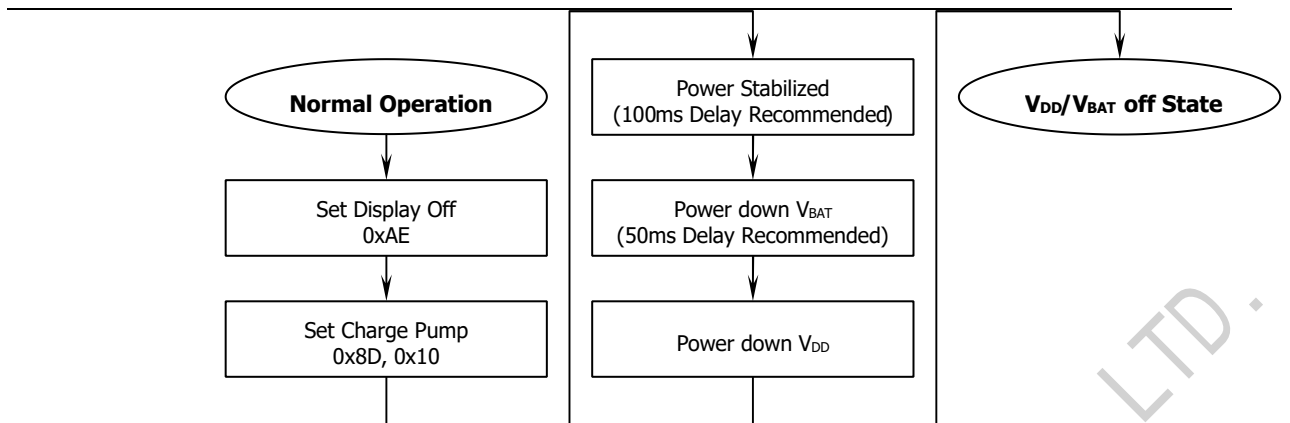 Normal Operation
Set Display Off
0xAE
Set Charge Pump
0x8D, 0x10
Power Stabilized
(100ms Delay Recommended)
Power down VBAT
(50ms Delay Recommended)
Power down VDD
VDD/VBAT off State
LTD.